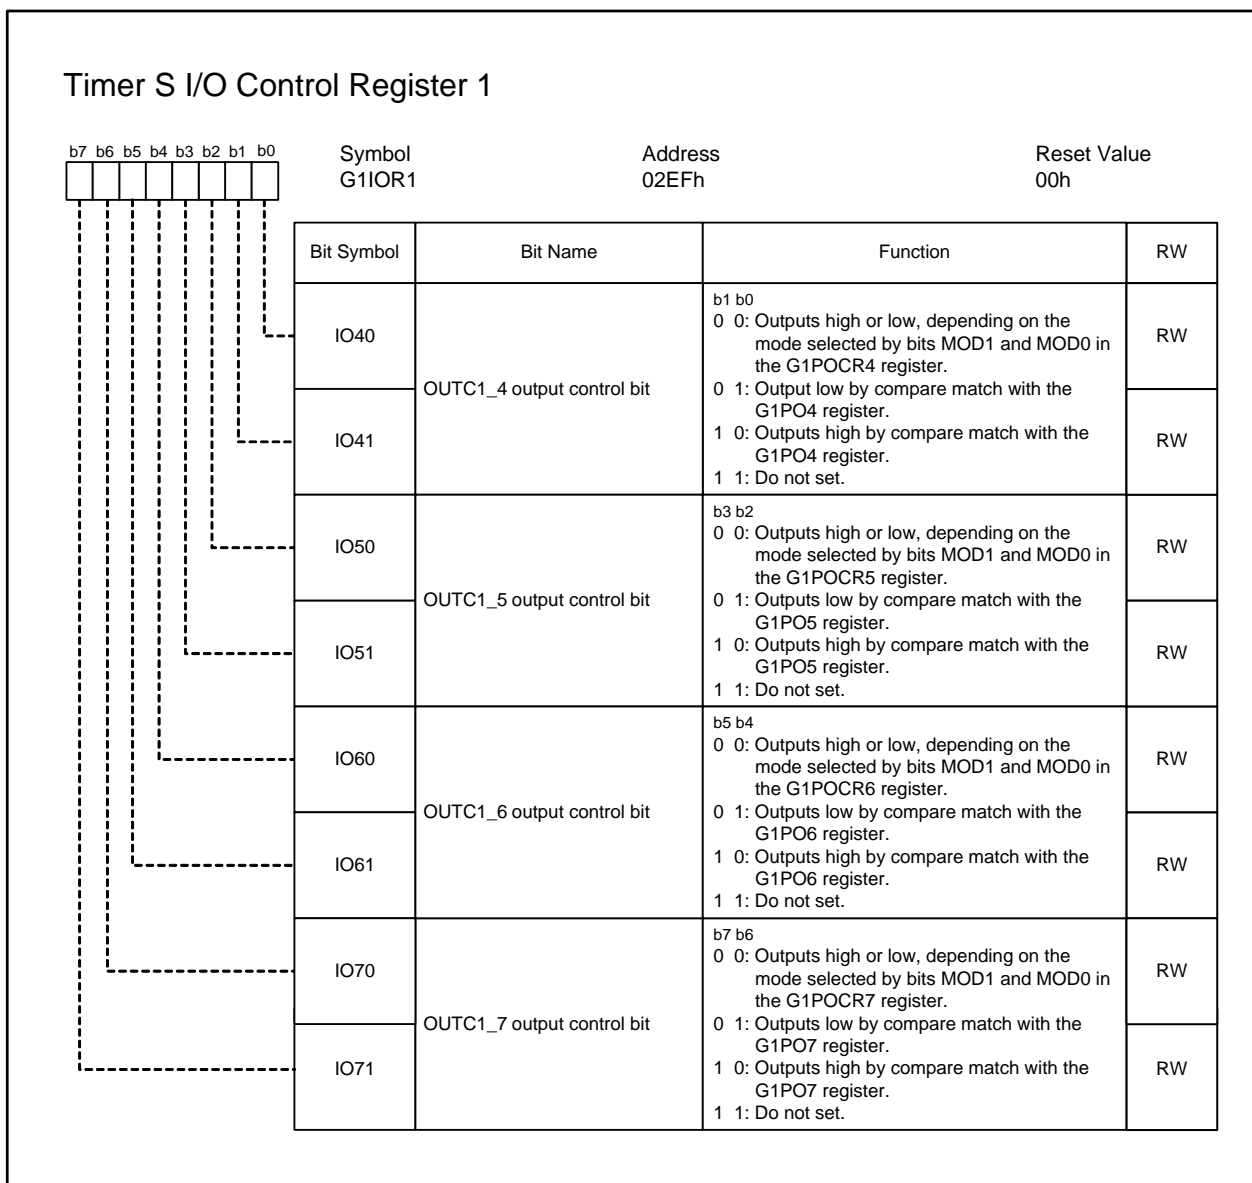 Timer S I/O Control Register 1
b7 b6 b5 b4 b3 b2 b1 b0
Symbol Address Reset Value
G1IOR1 02EFh 00h
Bit Symbol Bit Name Function RW
IO40
IO41
OUTC1_4 output control bit
b1 b0
0 0: Outputs high or low, depending on the
mode selected by bits MOD1 and MOD0 in
the G1POCR4 register.
0 1: Output low by compare match with the
G1PO4 register.
1 0: Outputs high by compare match with the
G1PO4 register.
1 1: Do not set.
RW
RW
IO50
IO51
OUTC1_5 output control bit
b3 b2
0 0: Outputs high or low, depending on the
mode selected by bits MOD1 and MOD0 in
the G1POCR5 register.
0 1: Outputs low by compare match with the
G1PO5 register.
1 0: Outputs high by compare match with the
G1PO5 register.
1 1: Do not set.
RW
RW
IO60
IO61
OUTC1_6 output control bit
b5 b4
0 0: Outputs high or low, depending on the
mode selected by bits MOD1 and MOD0 in
the G1POCR6 register.
0 1: Outputs low by compare match with the
G1PO6 register.
1 0: Outputs high by compare match with the
G1PO6 register.
1 1: Do not set.
RW
RW
IO70
IO71
OUTC1_7 output control bit
b7 b6
0 0: Outputs high or low, depending on the
mode selected by bits MOD1 and MOD0 in
the G1POCR7 register.
0 1: Outputs low by compare match with the
G1PO7 register.
1 0: Outputs high by compare match with the
G1PO7 register.
1 1: Do not set.
RW
RW